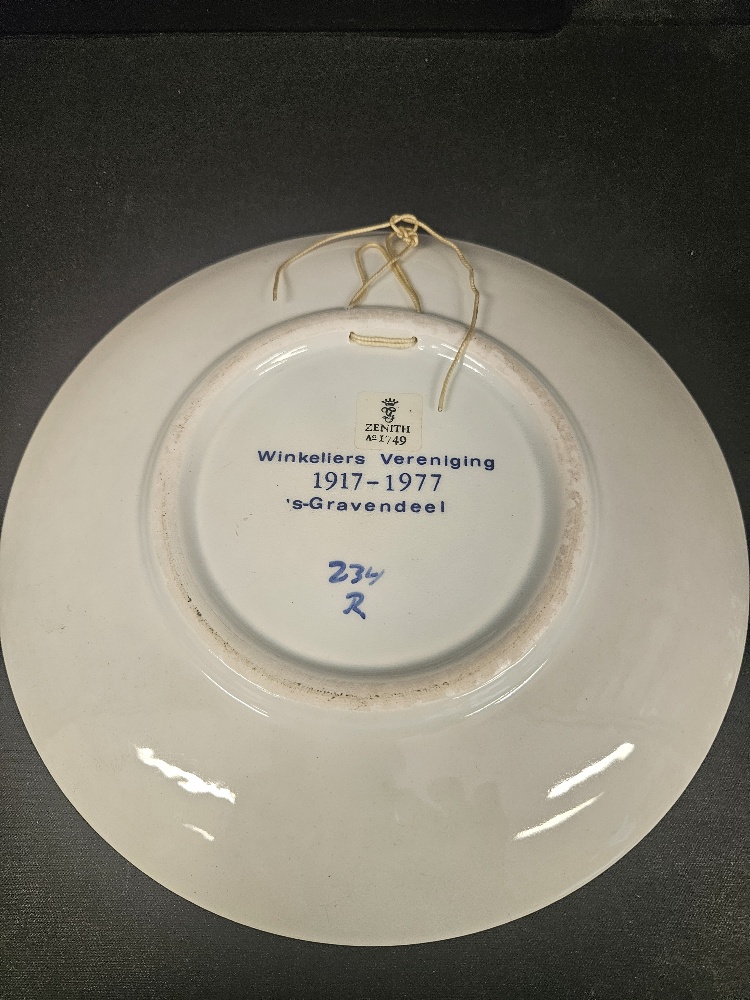 ZENITH
Aº 1749
Winkeliers Vereniging
1917-1977
's-Gravendeel
234
R